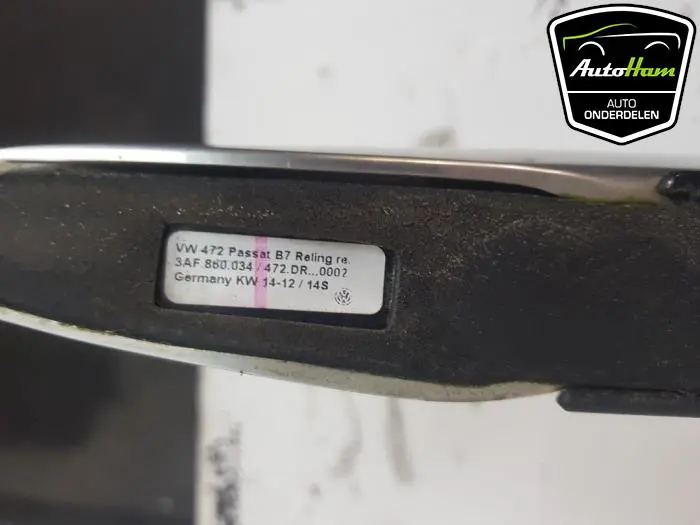 AutoHam
AUTO
ONDERDELEN
VW 472 Passat B7 Reling re.
3AF.860.034 / 472.DR...0002
Germany KW 14-12 / 14S